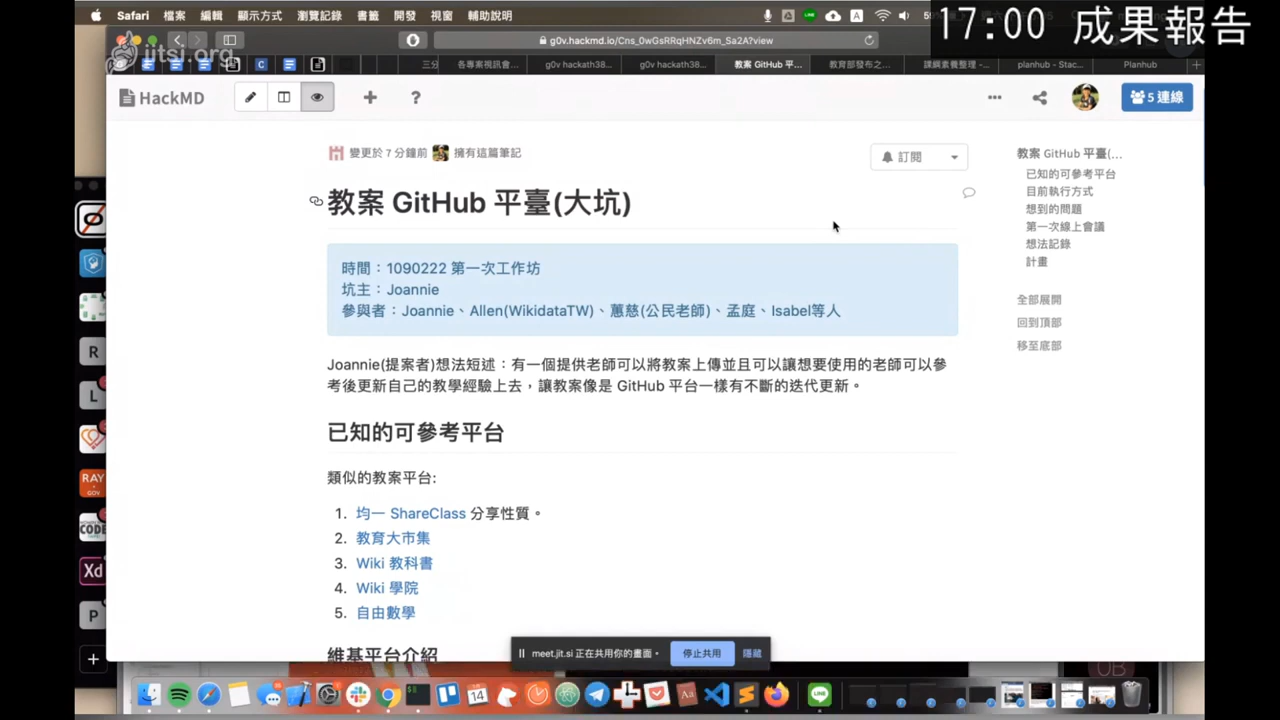 Safari 檔案 編輯 顯示方式 瀏覽記錄 書籤 開發 視窗 輔助說明
17:00 成果報告
jitsi.org
g0v.hackmd.io/Cns_0wGsRRqHNZv6m_Sa2A?view
三分 各專案視訊會... g0v hackath38... g0v hackath38... 教案 GitHub 平... 教育部發布之... 課綱素養整理 -... planhub - Stac... Planhub
HackMD
5 連線
變更於 7 分鐘前 擁有這篇筆記
訂閱
教案 GitHub 平臺(大坑)
時間：1090222 第一次工作坊
坑主：Joannie
參與者：Joannie、Allen(WikidataTW)、蕙慈(公民老師)、孟庭、Isabel等人
Joannie(提案者)想法短述：有一個提供老師可以將教案上傳並且可以讓想要使用的老師可以參
考後更新自己的教學經驗上去，讓教案像是 GitHub 平台一樣有不斷的迭代更新。
已知的可參考平台
類似的教案平台:
1. 均一 ShareClass 分享性質。
2. 教育大市集
3. Wiki 教科書
4. Wiki 學院
5. 自由數學
維基平台介紹
教案 GitHub 平臺(...
已知的可參考平台
目前執行方式
想到的問題
第一次線上會議
想法記錄
計畫
全部展開
回到頂部
移至底部
R
L
RAY
GOV
CODE
Xd
P
meet.jit.si 正在共用你的畫面。 停止共用 隱藏
14
LINE